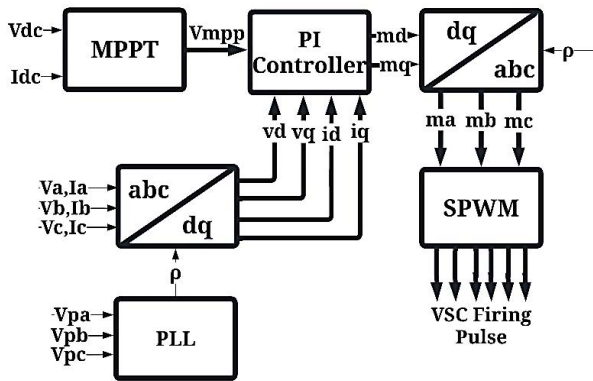 Vdc
Idc
MPPT
Vmpp
PI
Controller
md
mq
dq
abc
ρ
ma mb mc
vd vq id iq
Va,Ia
Vb,Ib
Vc,Ic
abc
dq
SPWM
ρ
Vpa
Vpb
Vpc
PLL
VSC Firing
Pulse